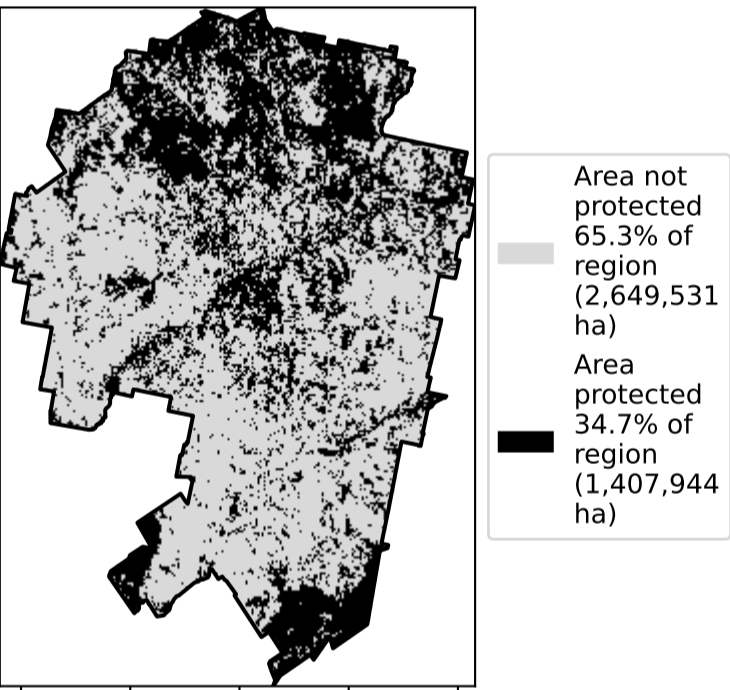 Area not
protected
65.3% of
region
(2,649,531
ha)
Area
protected
34.7% of
region
(1,407,944
ha)